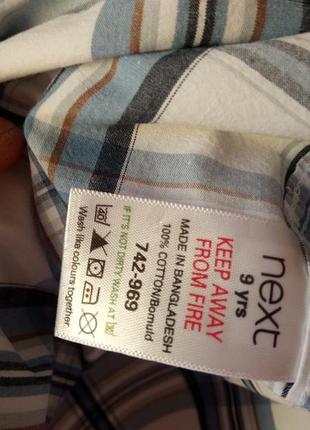 next
9 yrs
KEEP AWAY
FROM FIRE
MADE IN BANGLADESH
100% COTTON/Bomuld
742-969
IF IT'S NOT DIRTY WASH AT 30
40
Wash like colours together